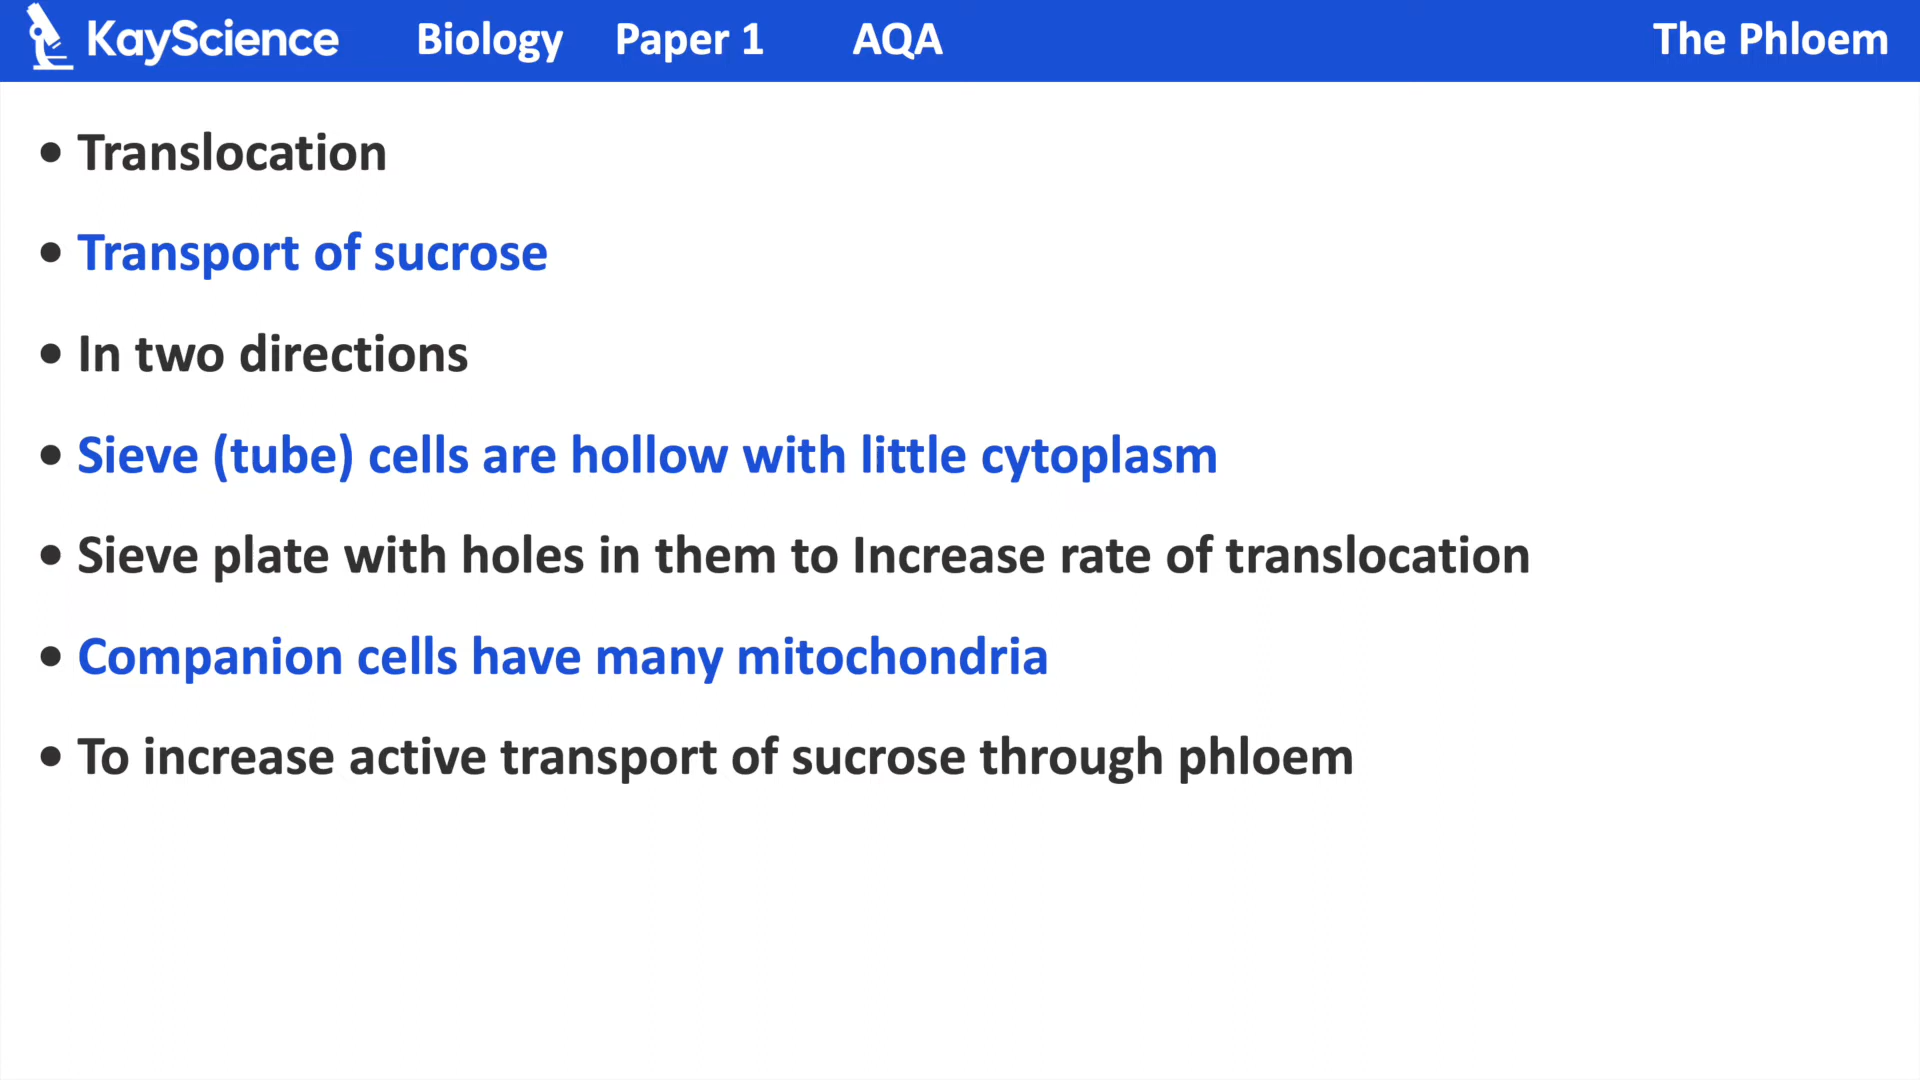 KayScience Biology Paper 1 AQA The Phloem
• Translocation
• Transport of sucrose
• In two directions
• Sieve (tube) cells are hollow with little cytoplasm
• Sieve plate with holes in them to Increase rate of translocation
• Companion cells have many mitochondria
• To increase active transport of sucrose through phloem